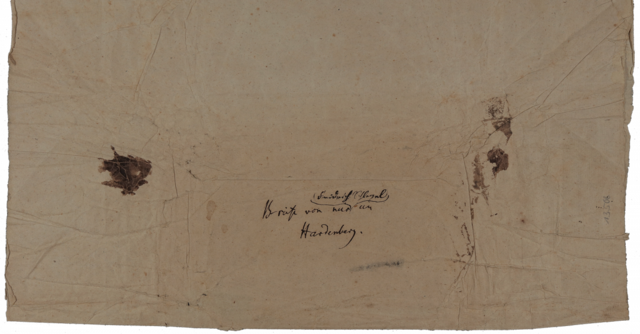 (Friedrich Schlegel)
Briefe von mir an
Hardenberg.